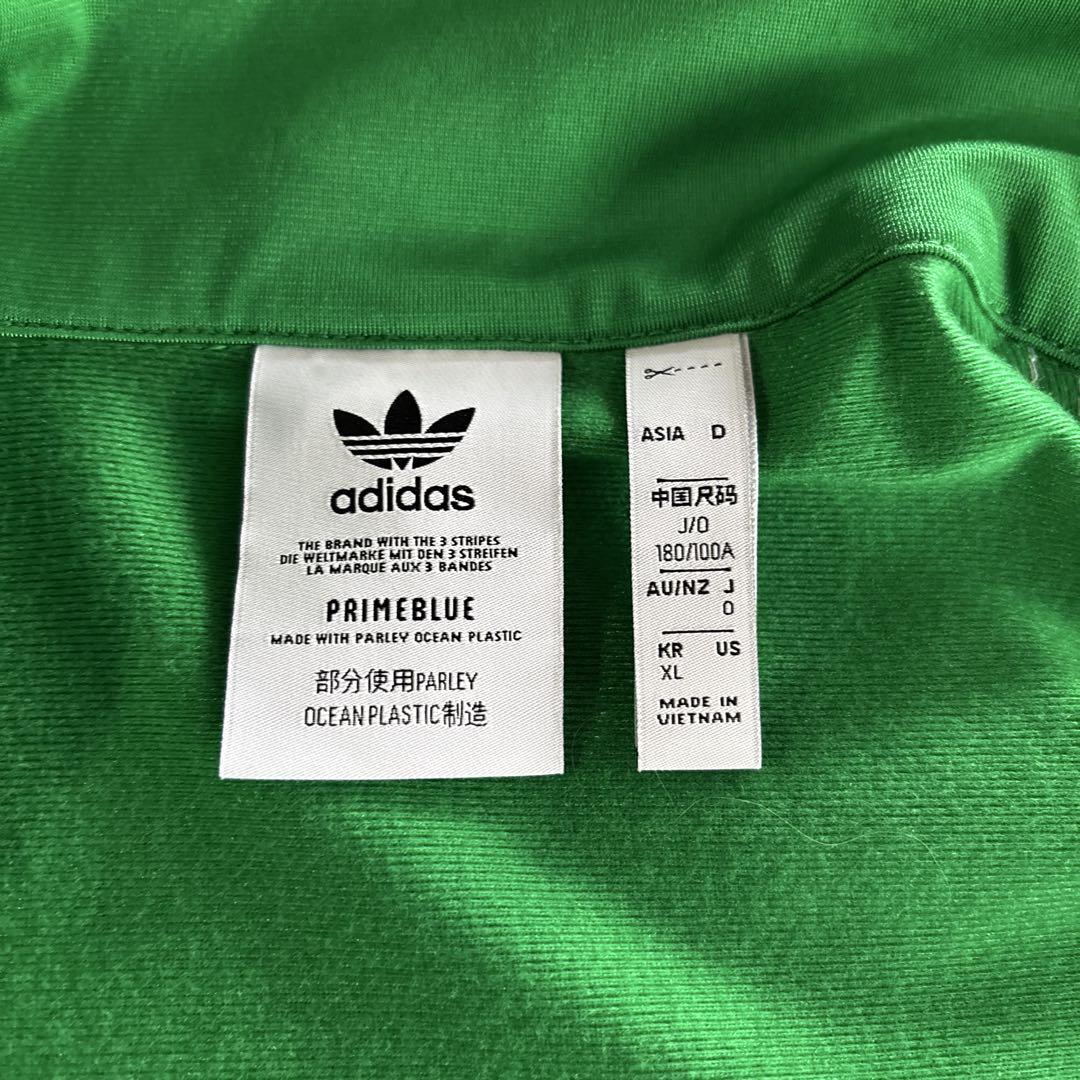 adidas
THE BRAND WITH THE 3 STRIPES
DIE WELTMARKE MIT DEN 3 STREIFEN
LA MARQUE AUX 3 BANDES
PRIMEBLUE
MADE WITH PARLEY OCEAN PLASTIC
部分使用PARLEY
OCEAN PLASTIC制造
ASIA D
中国尺码
J/O
180/100A
AU/NZ J
O
KR US
XL
MADE IN
VIETNAM